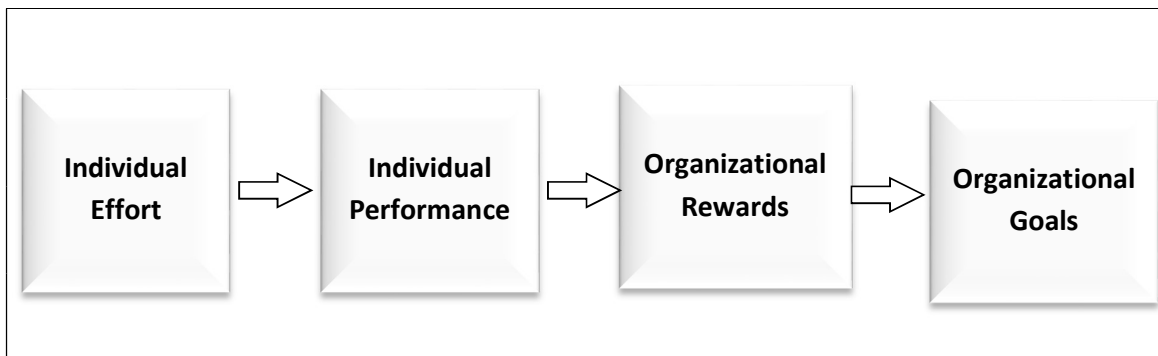 Individual
Effort
Individual
Performance
Organizational
Rewards
Organizational
Goals